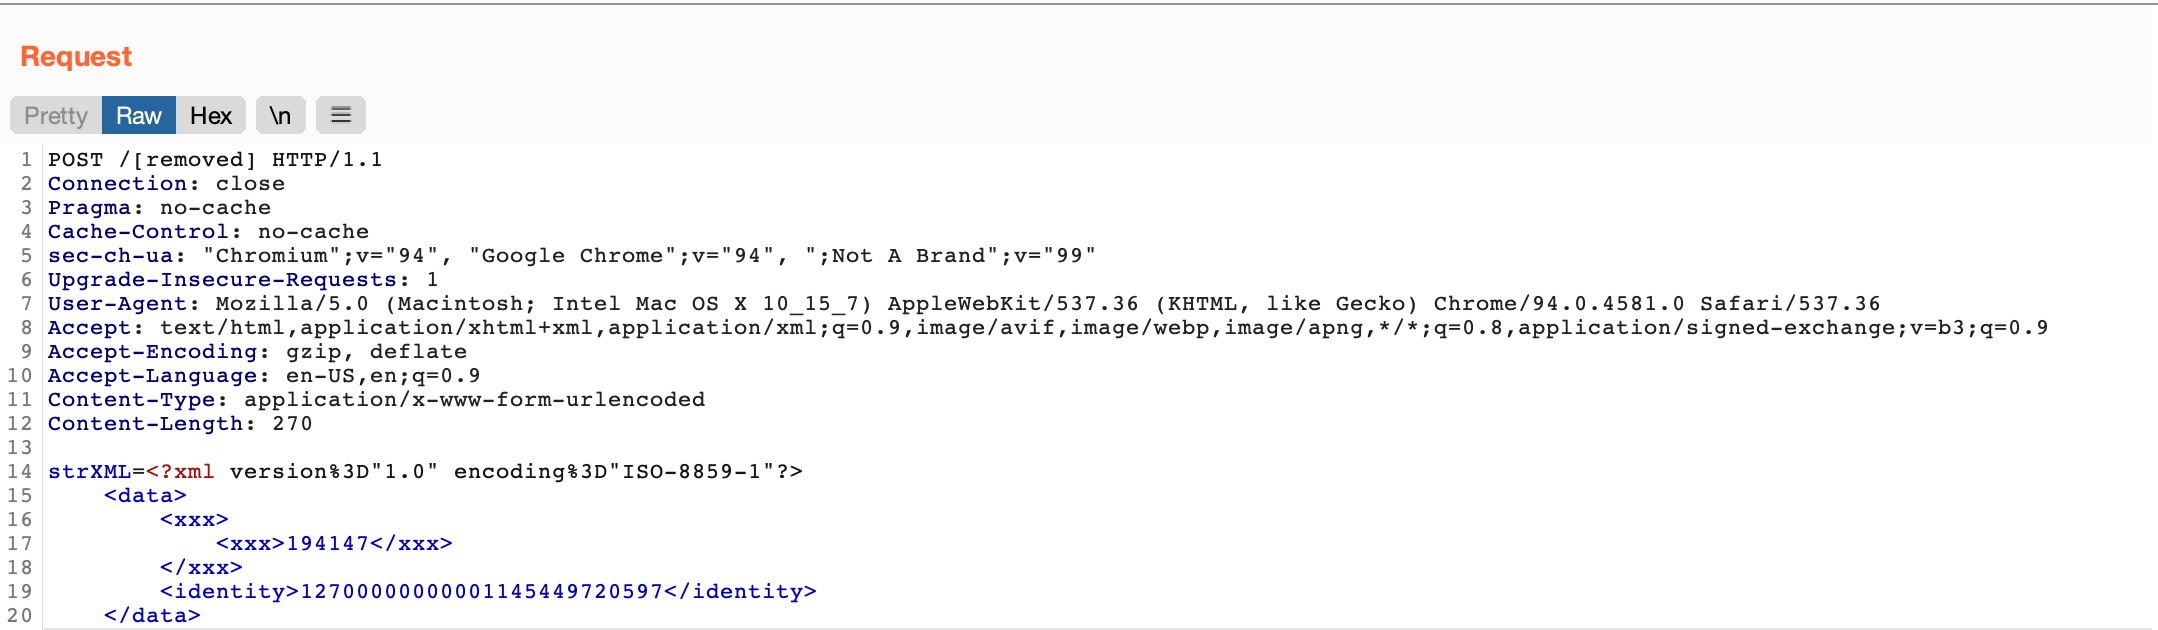 Request
Pretty Raw Hex \n ≡
1 POST /[removed] HTTP/1.1
2 Connection: close
3 Pragma: no-cache
4 Cache-Control: no-cache
5 sec-ch-ua: "Chromium";v="94", "Google Chrome";v="94", ";Not A Brand";v="99"
6 Upgrade-Insecure-Requests: 1
7 User-Agent: Mozilla/5.0 (Macintosh; Intel Mac OS X 10_15_7) AppleWebKit/537.36 (KHTML, like Gecko) Chrome/94.0.4581.0 Safari/537.36
8 Accept: text/html,application/xhtml+xml,application/xml;q=0.9,image/avif,image/webp,image/apng,*/*;q=0.8,application/signed-exchange;v=b3;q=0.9
9 Accept-Encoding: gzip, deflate
10 Accept-Language: en-US,en;q=0.9
11 Content-Type: application/x-www-form-urlencoded
12 Content-Length: 270
13
14 strXML=<?xml version%3D"1.0" encoding%3D"ISO-8859-1"?>
15 <data>
16 <xxx>
17 <xxx>194147</xxx>
18 </xxx>
19 <identity>12700000000001145449720597</identity>
20 </data>